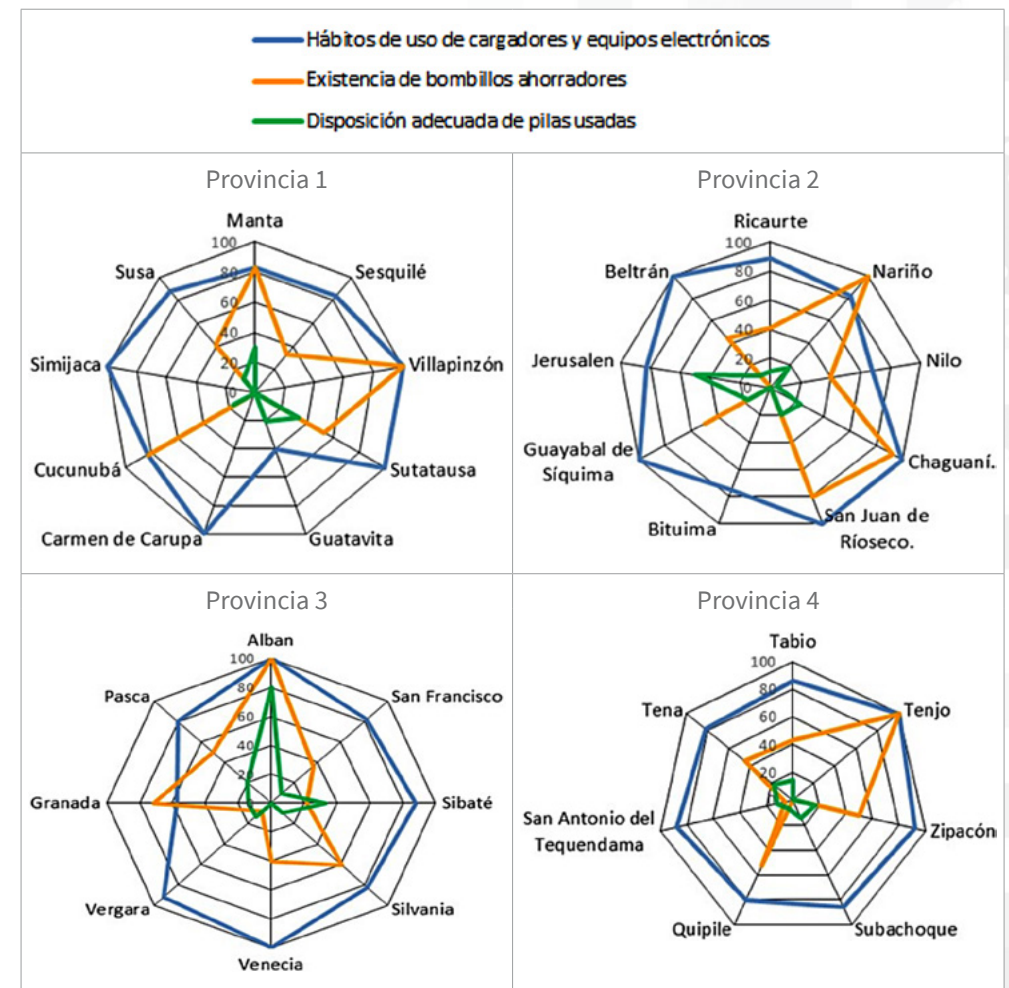 Hábitos de uso de cargadores y equipos electrónicos
Existencia de bombillos ahorradores
Disposición adecuada de pilas usadas
Provincia 1
Manta
100
80
60
40
20
0
Susa
Sesquilé
Simijaca
Villapinzón
Cucunubá
Sutatausa
Carmen de Carupa
Guatavita
Provincia 2
Ricaurte
100
80
60
40
20
0
Beltrán
Nariño
Jerusalen
Nilo
Guayabal de
Síquima
Chaguaní.
Bituima
San Juan de
Ríoseco.
Provincia 3
Alban
100
80
60
40
20
Pasca
San Francisco
Granada
Sibaté
Vergara
Silvania
Venecia
Provincia 4
Tabio
100
80
60
40
20
Tena
Tenjo
San Antonio del
Tequendama
Zipacón
Quipile
Subachoque